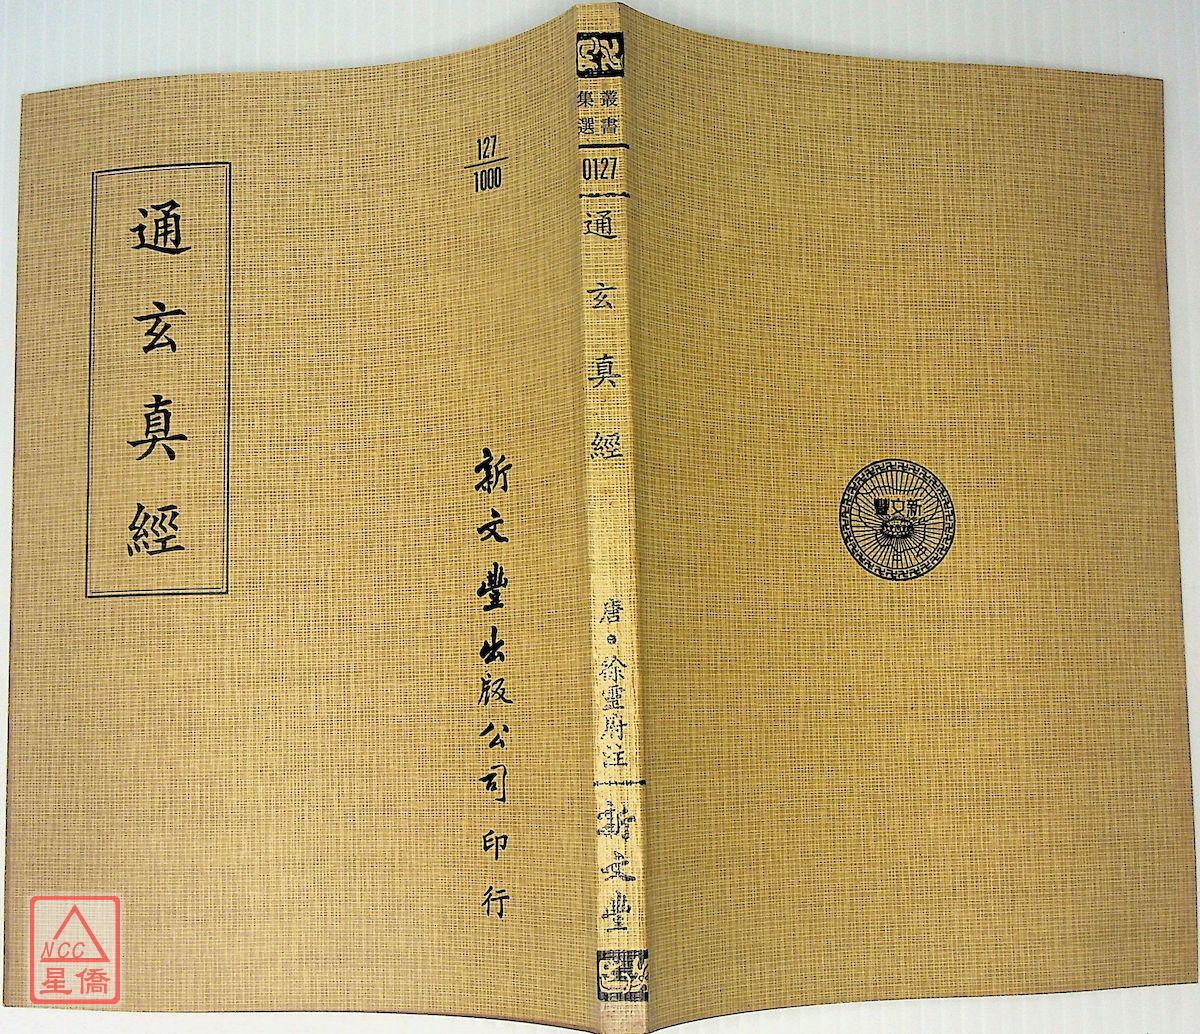 通玄真經
127
1000
新文豐出版公司 印行
叢書
集選
0127
通玄真經
唐·徐靈府注
新文豐
新文豐
NCC
星僑